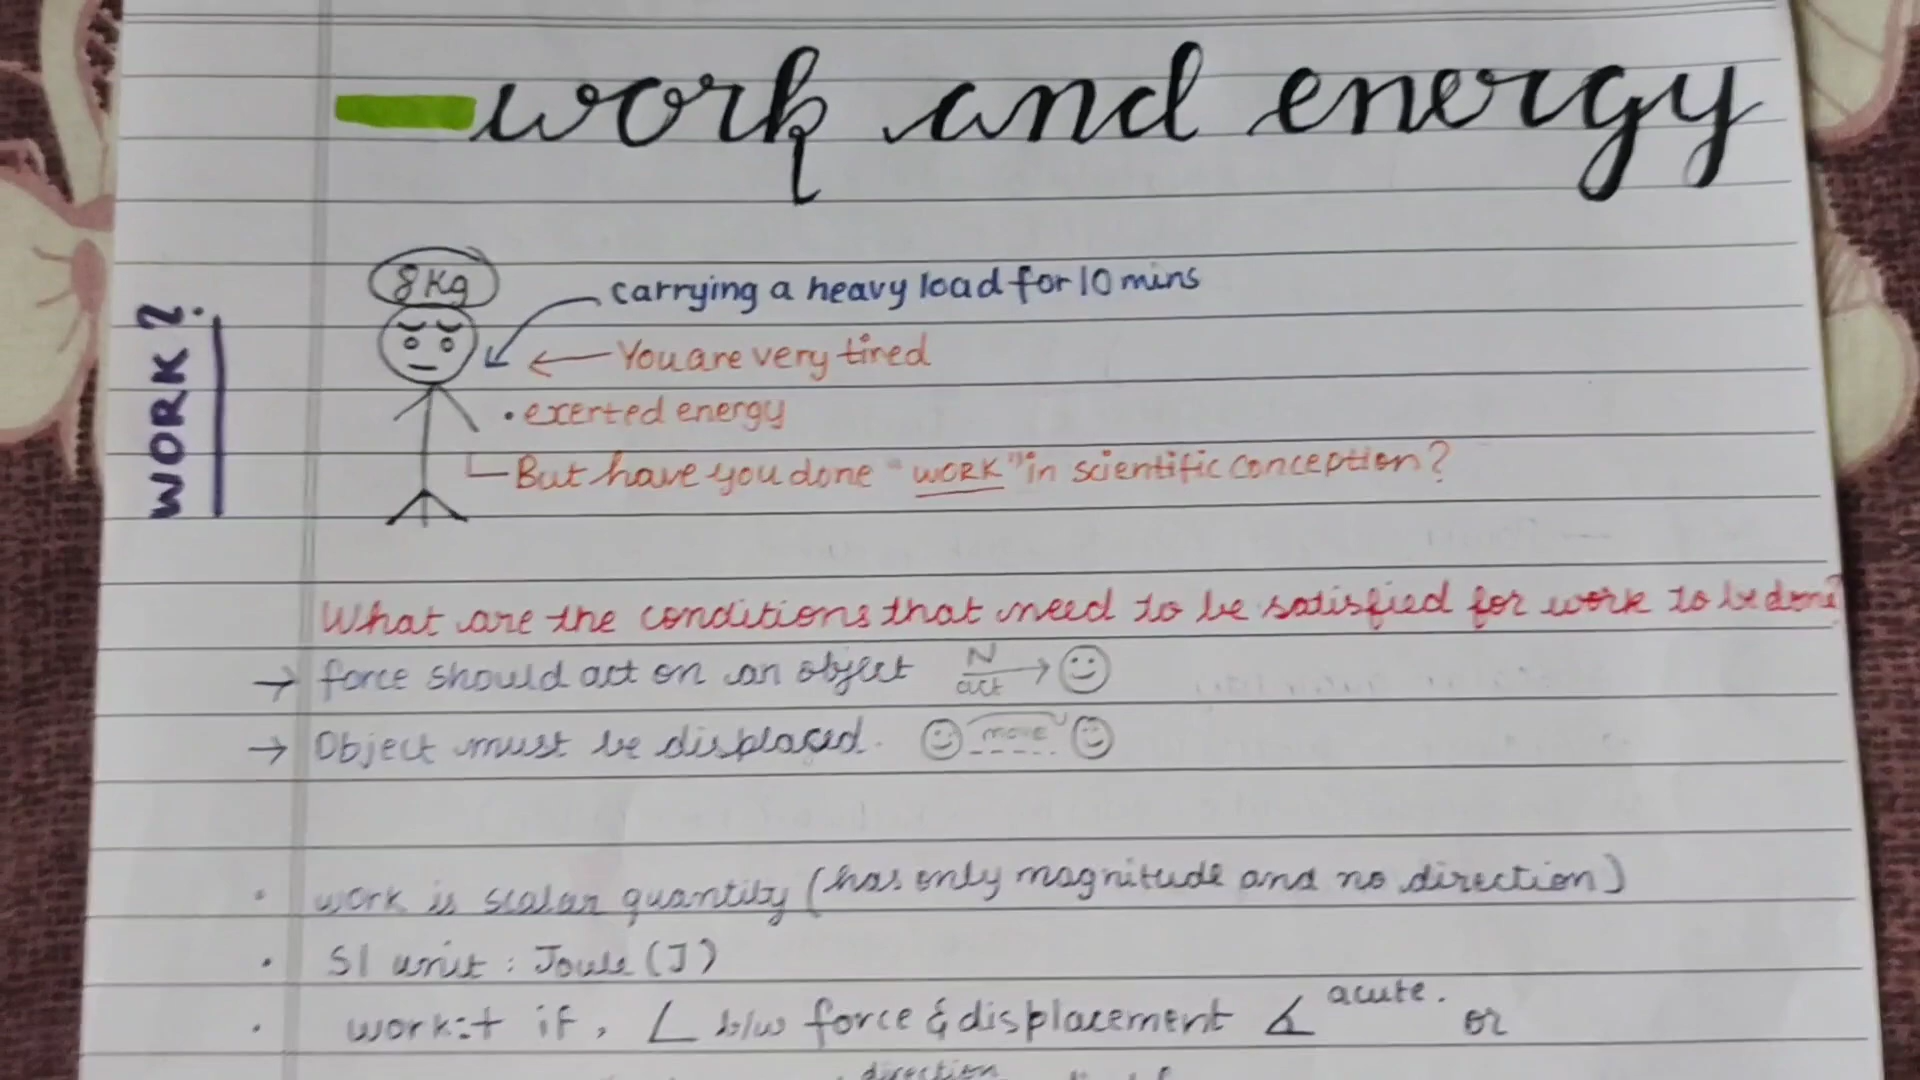 work and energy
WORK?
8Kg
carrying a heavy load for 10 mins
You are very tired
• exerted energy
But have you done "WORK" in scientific conception?
What are the conditions that need to be satisfied for work to be done?
→ force should act on an object N act →
→ Object must be displaced. move
• work is scalar quantity (has only magnitude and no direction)
• SI unit : Joule (J)
• work:+ if, ∠ b/w force & displacement ∡ acute. or
direction